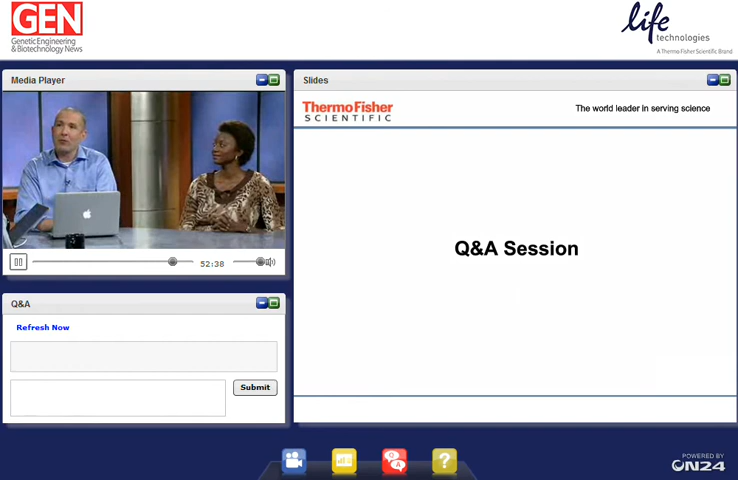 GEN
Genetic Engineering
& Biotechnology News
life
technologies
A Thermo Fisher Scientific Brand
Media Player
Slides
ThermoFisher
SCIENTIFIC
The world leader in serving science
Q&A Session
52:38
Q&A
Refresh Now
Submit
Q
A
?
POWERED BY
ON24